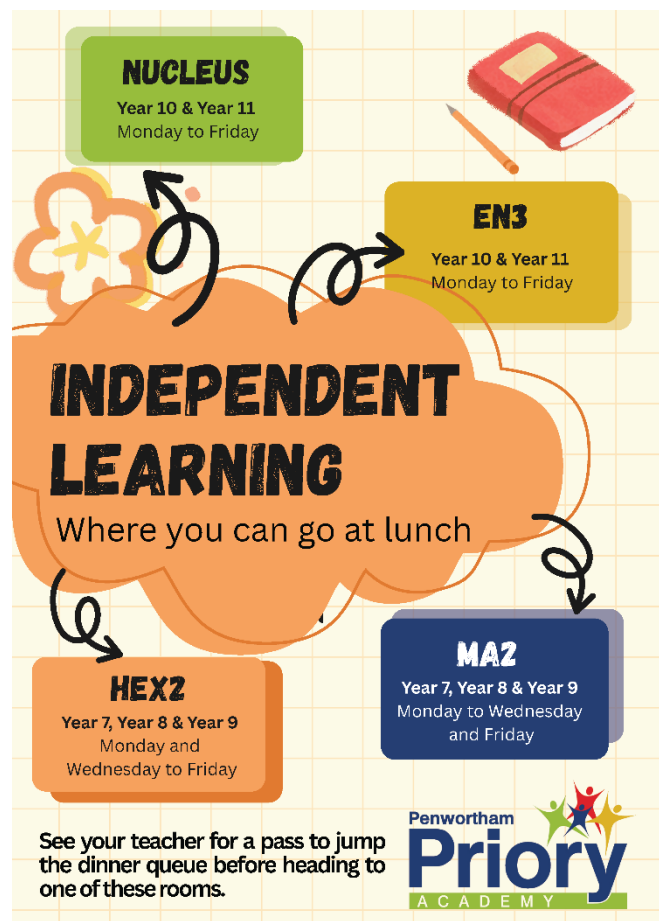 NUCLEUS
Year 10 & Year 11
Monday to Friday
EN3
Year 10 & Year 11
Monday to Friday
INDEPENDENT
LEARNING
Where you can go at lunch
HEX2
Year 7, Year 8 & Year 9
Monday and
Wednesday to Friday
MA2
Year 7, Year 8 & Year 9
Monday to Wednesday
and Friday
See your teacher for a pass to jump
the dinner queue before heading to
one of these rooms.
Penwortham
Priory
ACADEMY